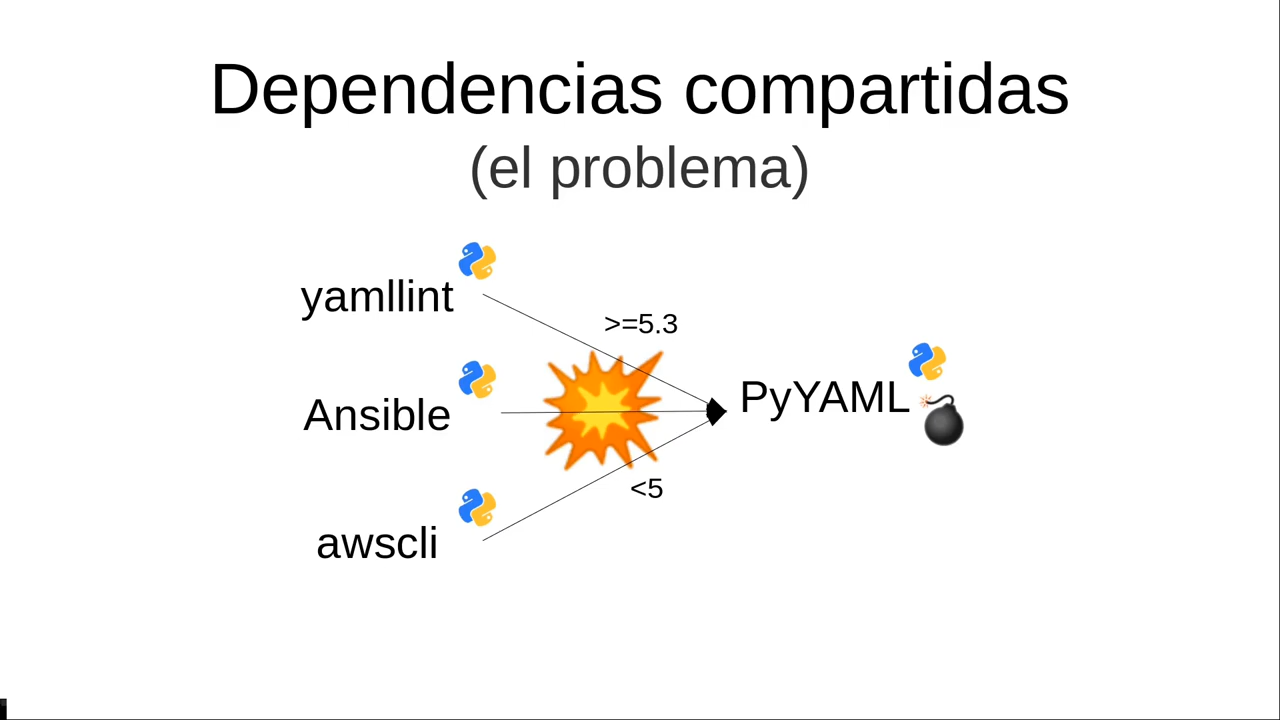 Dependencias compartidas
(el problema)
yamllint
>=5.3
Ansible
PyYAML
<5
awscli